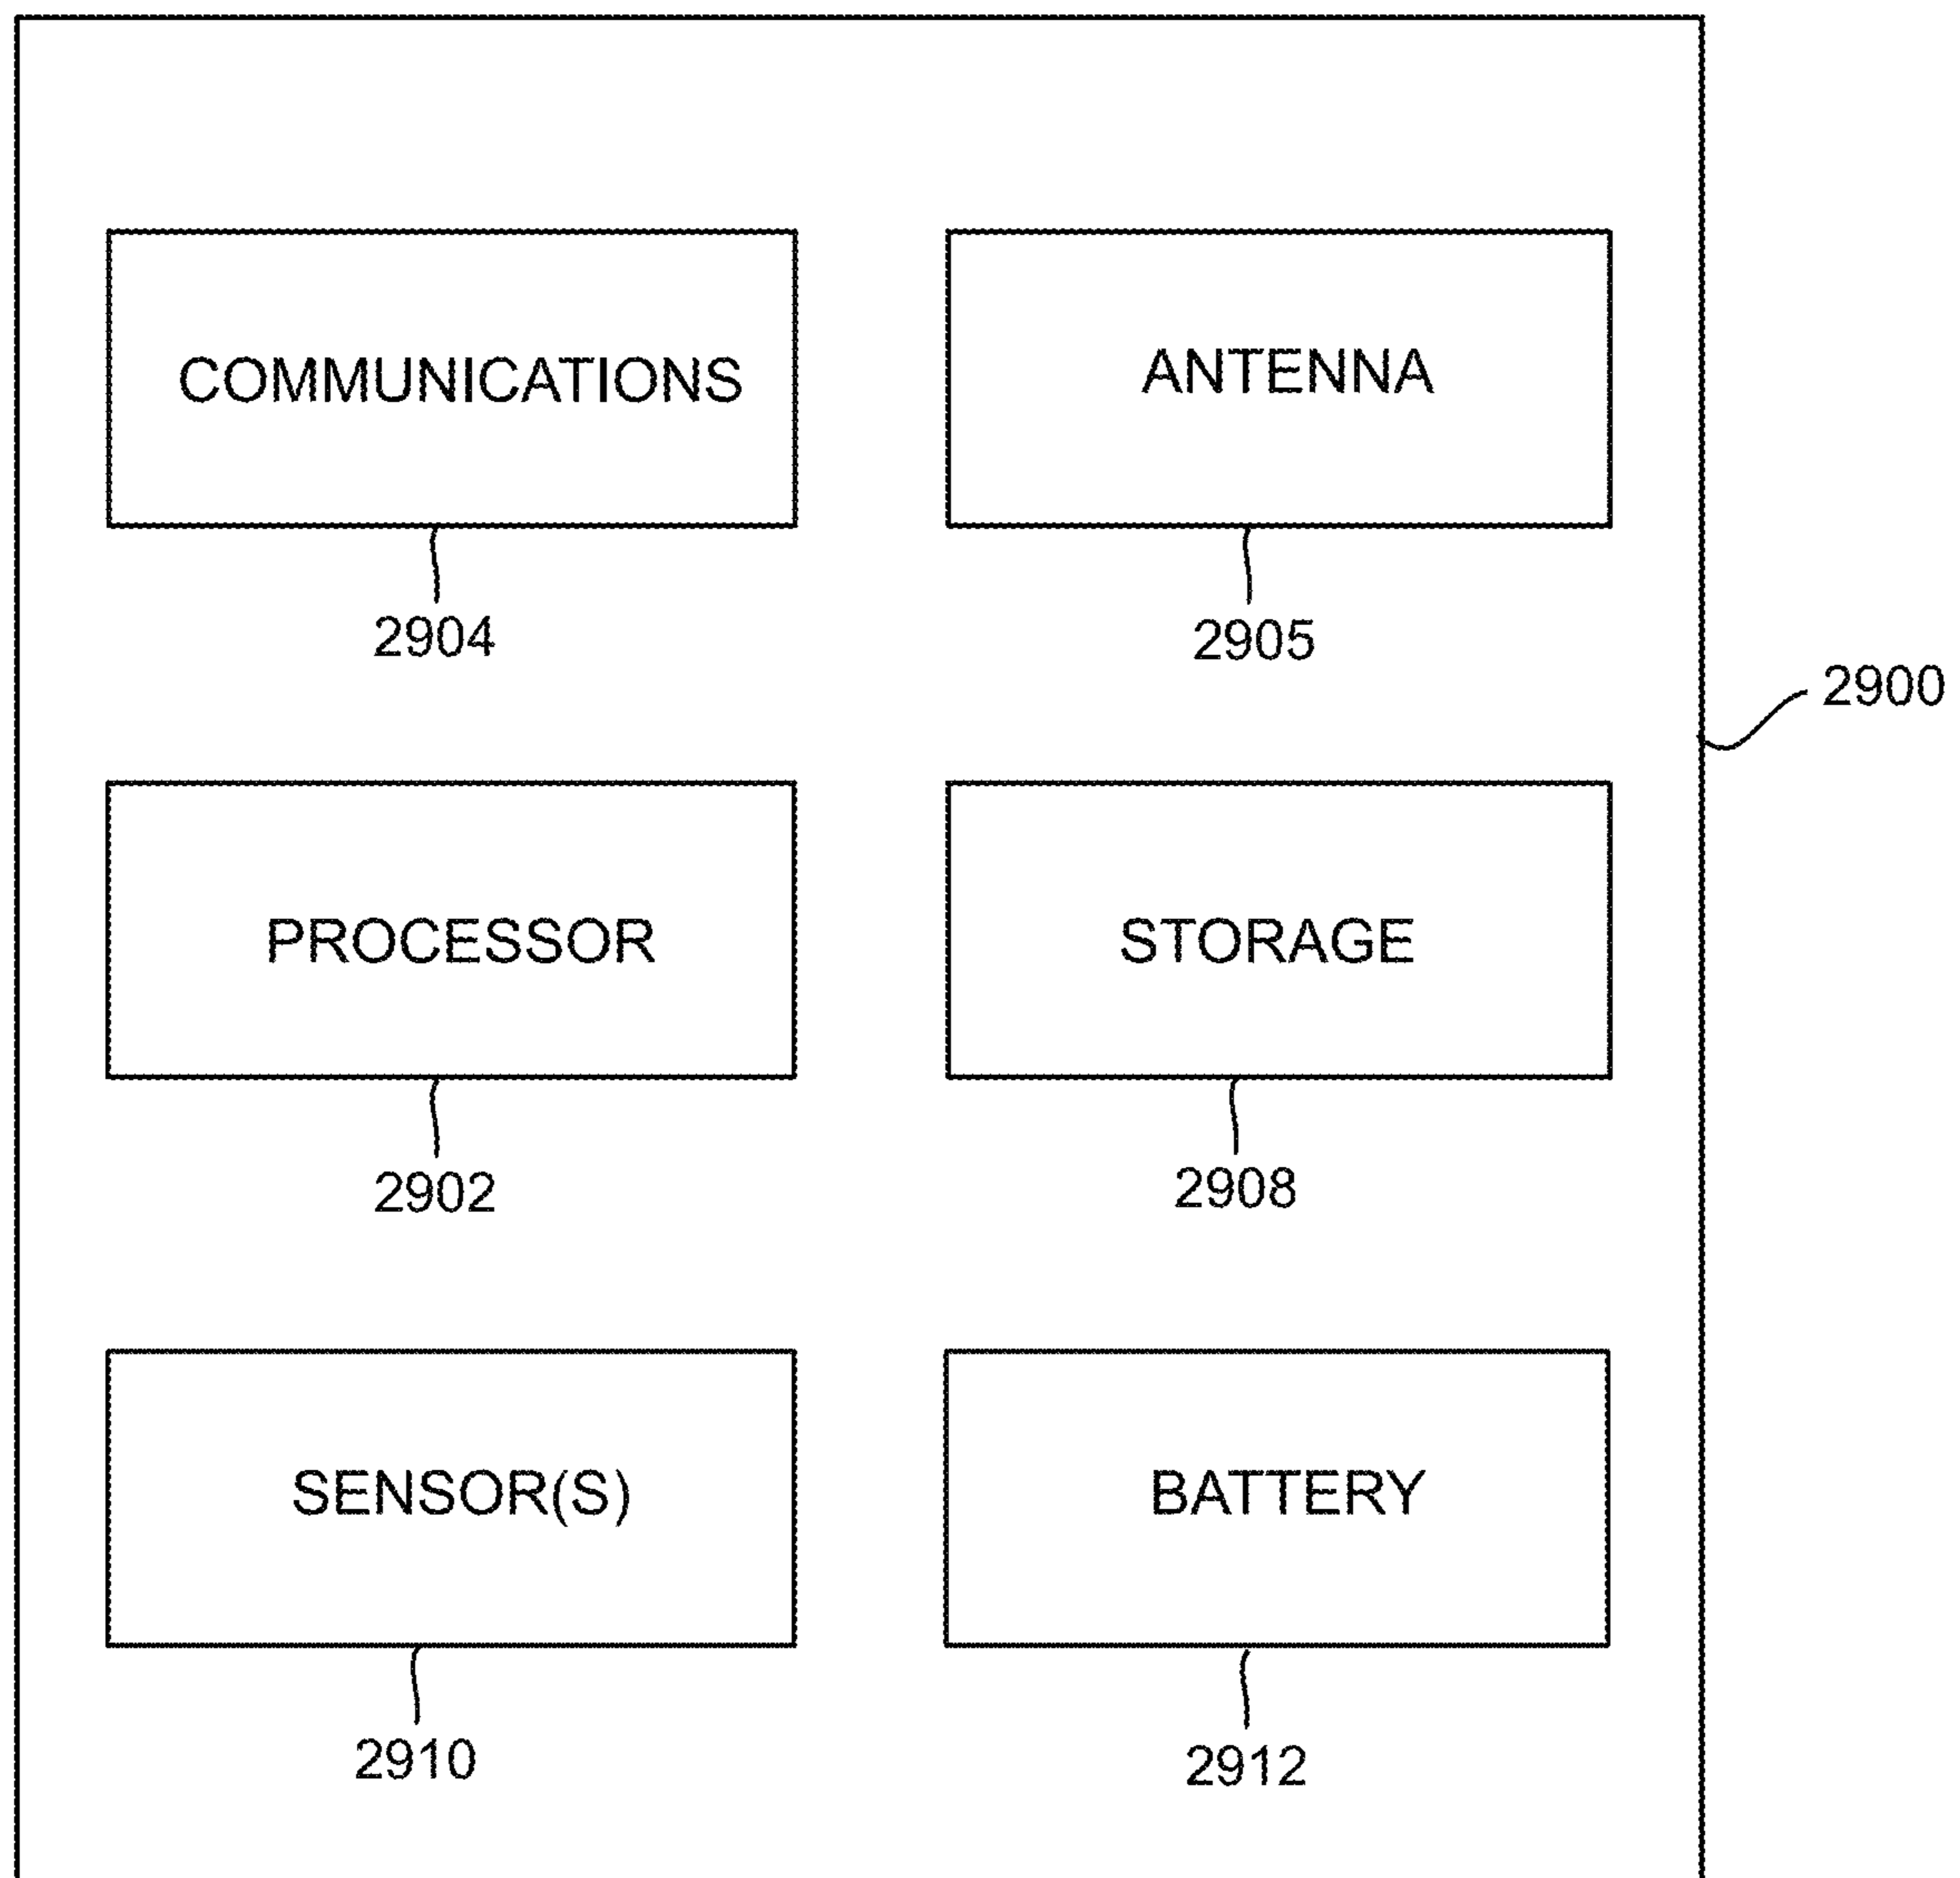 COMMUNICATIONS
ANTENNA
2904
2905
2900
PROCESSOR
STORAGE
2902
2908
SENSOR(S)
BATTERY
2910
2912